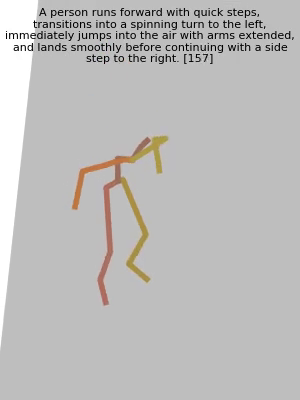 A person runs forward with quick steps,
transitions into a spinning turn to the left,
immediately jumps into the air with arms extended,
and lands smoothly before continuing with a side
step to the right. [157]